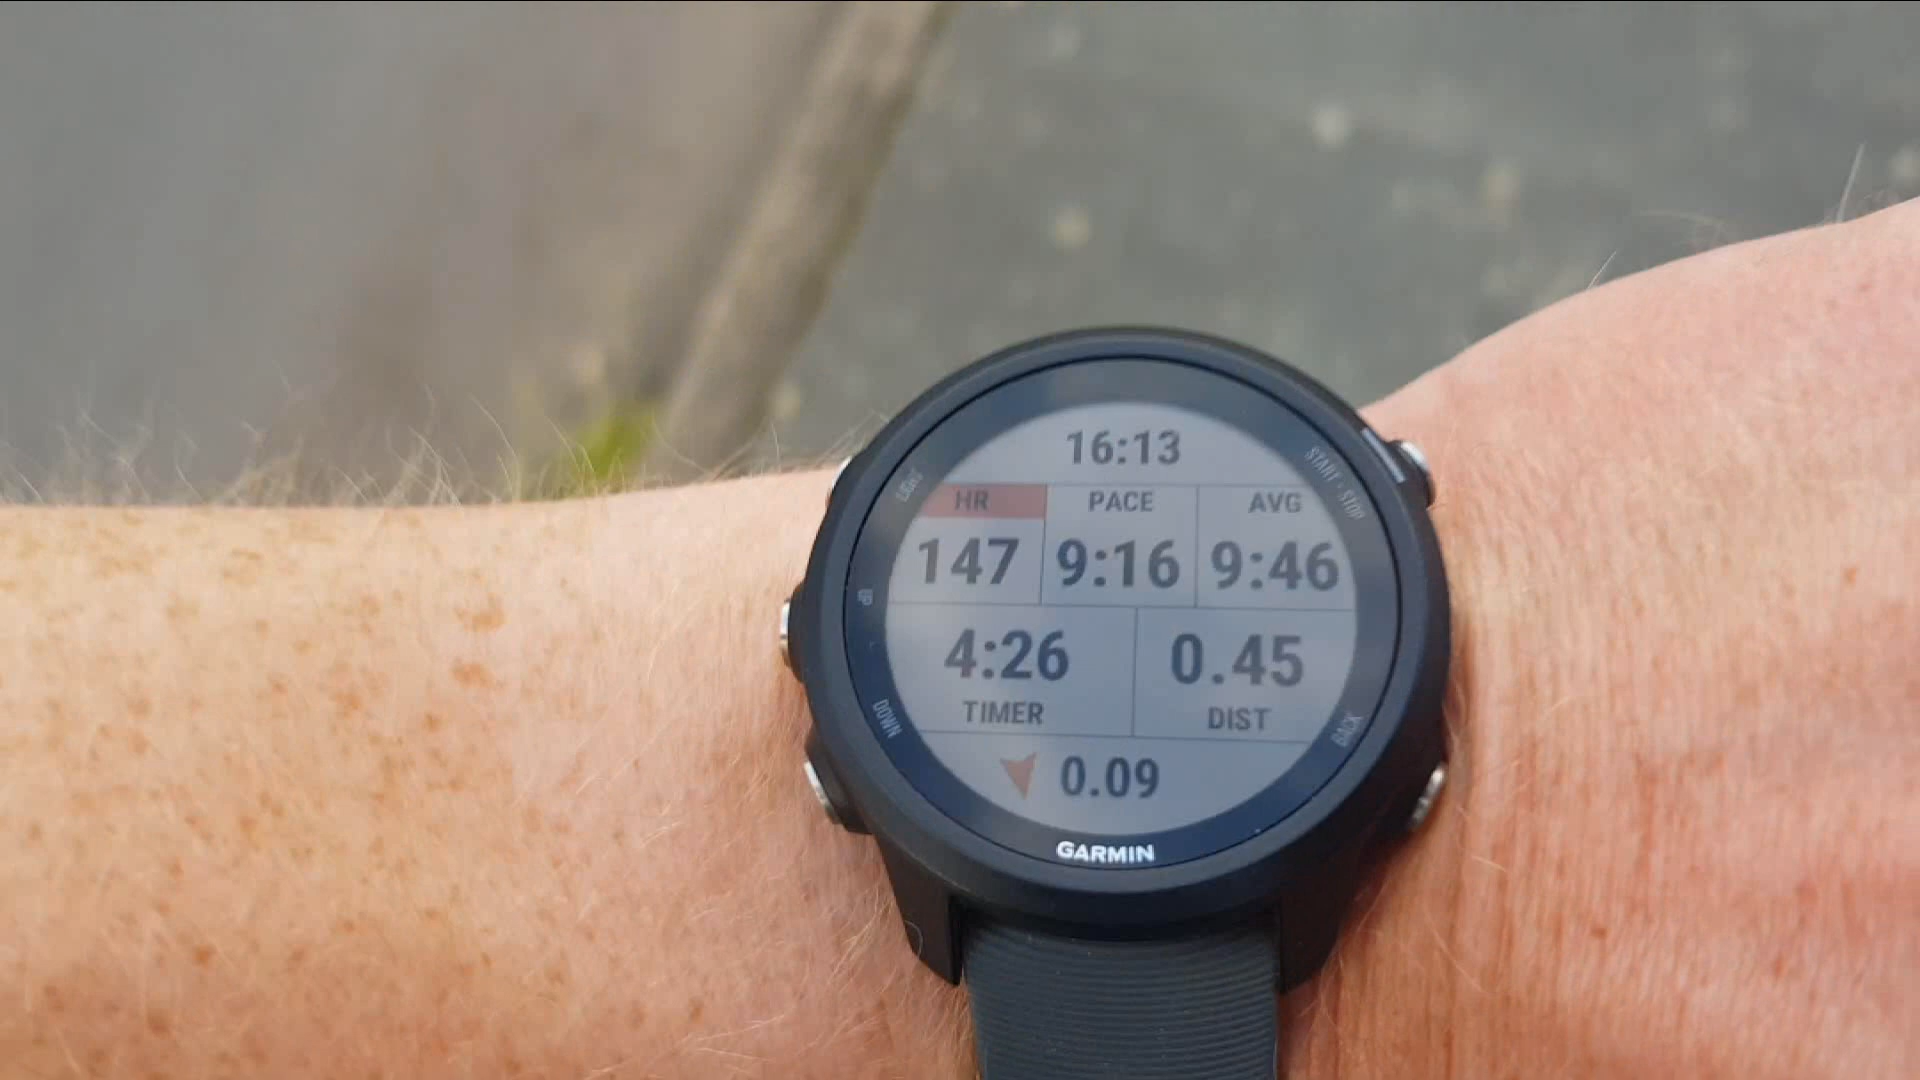 16:13
HR PACE AVG
147 9:16 9:46
4:26 0.45
TIMER DIST
0.09
GARMIN
LIGHT
UP
DOWN
START·STOP
BACK